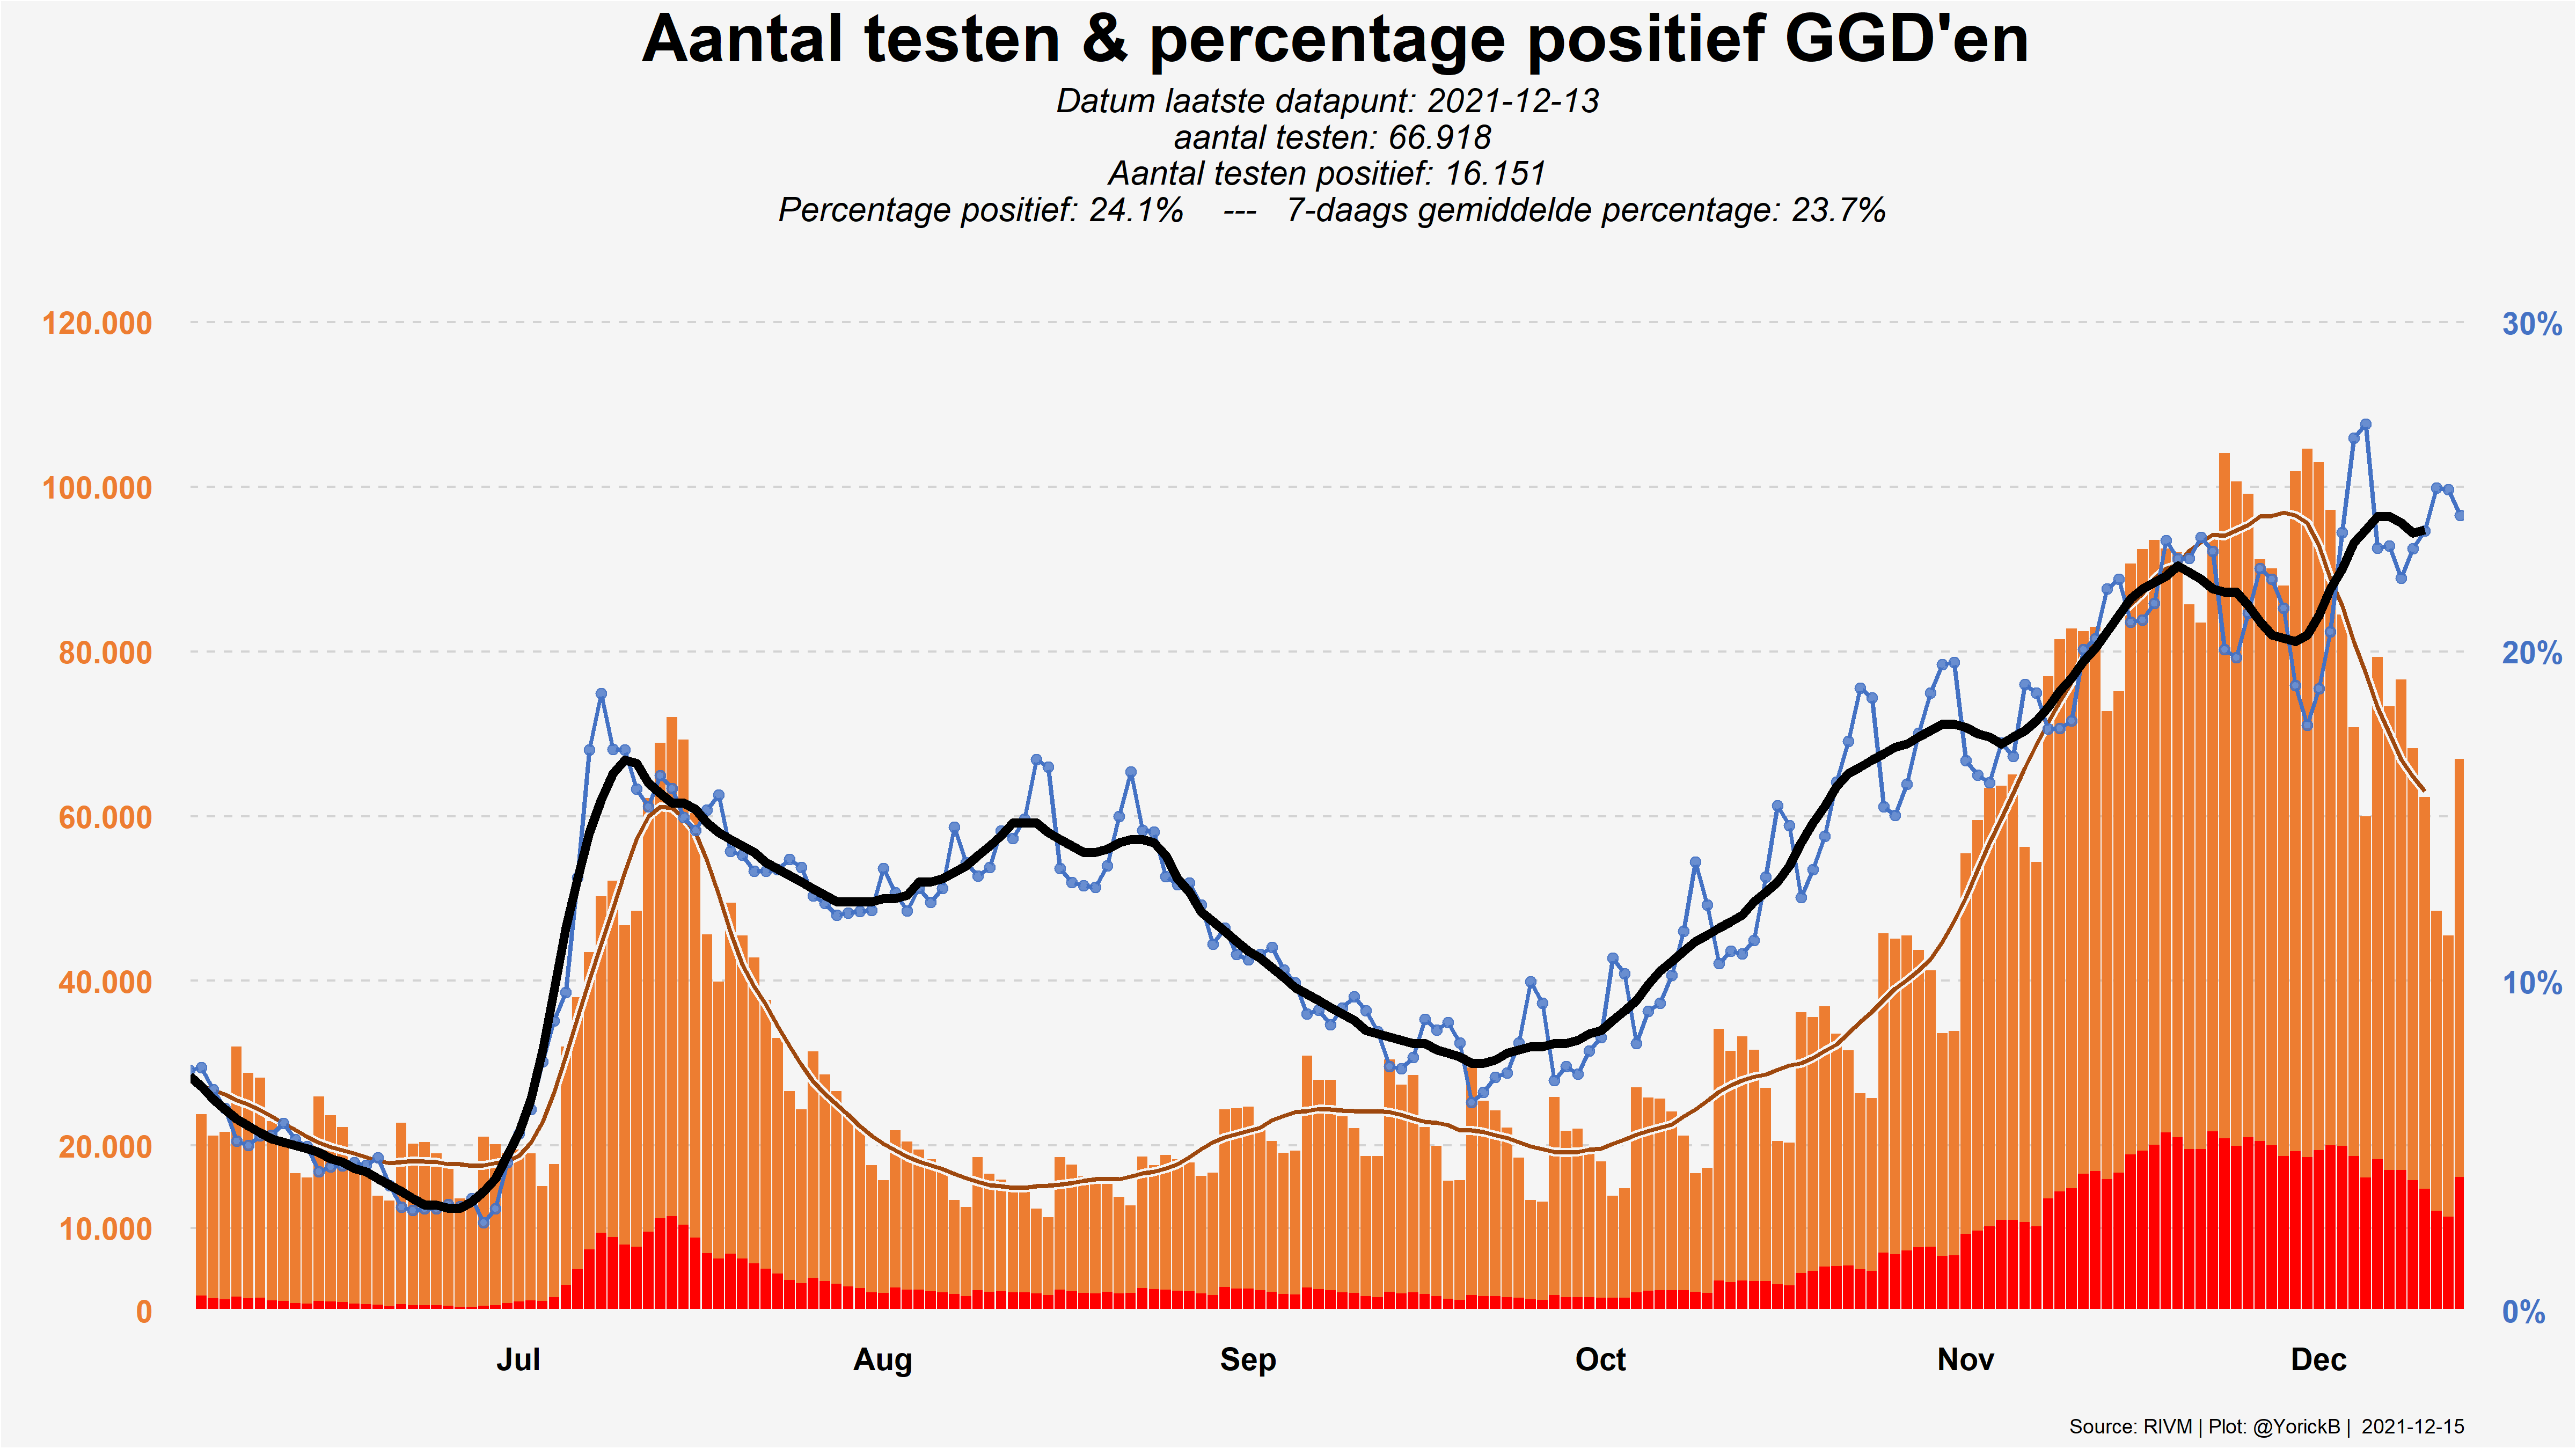 Aantal testen & percentage positief GGD'en
Datum laatste datapunt: 2021-12-13
aantal testen: 66.918
Aantal testen positief: 16.151
Percentage positief: 24.1% --- 7-daags gemiddelde percentage: 23.7%
120.000 30%
100.000
80.000 20%
60.000
40.000 10%
20.000
10.000
0 0%
Jul Aug Sep Oct Nov Dec
Source: RIVM | Plot: @YorickB | 2021-12-15